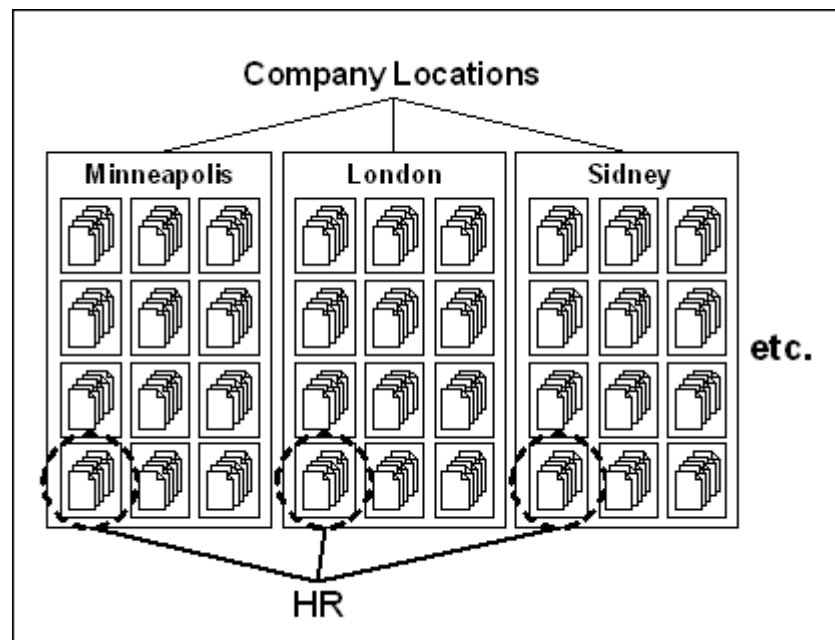 Company Locations
Minneapolis
London
Sidney
etc.
HR